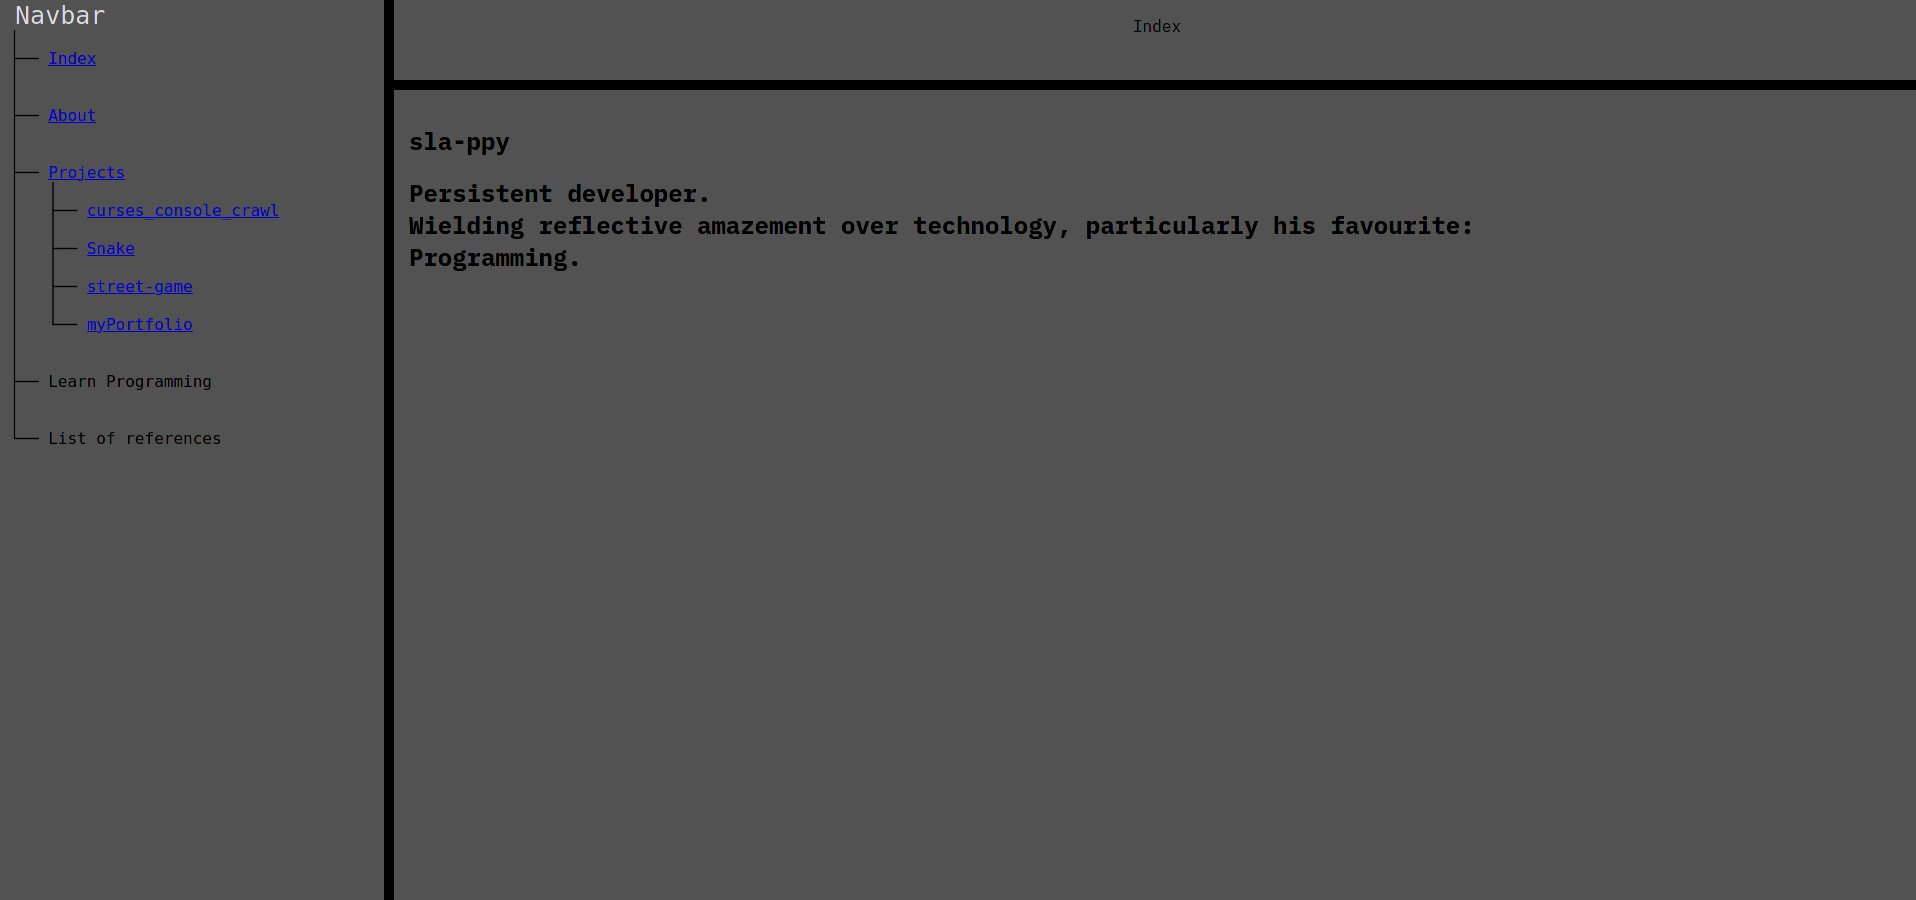 Navbar
Index
About
Projects
curses_console_crawl
Snake
street-game
myPortfolio
Learn Programming
List of references
Index
sla-ppy
Persistent developer.
Wielding reflective amazement over technology, particularly his favourite:
Programming.